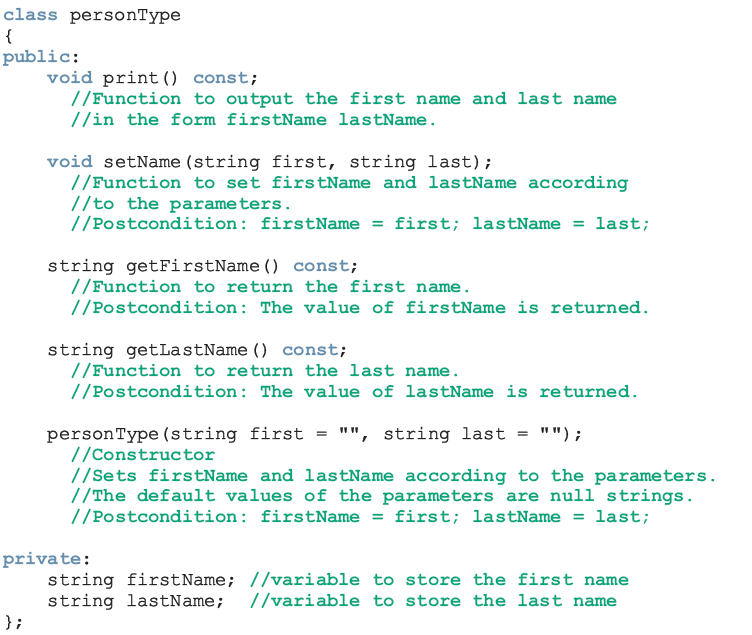 class personType
{
public:
    void print() const;
      //Function to output the first name and last name
      //in the form firstName lastName.

    void setName(string first, string last);
      //Function to set firstName and lastName according
      //to the parameters.
      //Postcondition: firstName = first; lastName = last;

    string getFirstName() const;
      //Function to return the first name.
      //Postcondition: The value of firstName is returned.

    string getLastName() const;
      //Function to return the last name.
      //Postcondition: The value of lastName is returned.

    personType(string first = "", string last = "");
      //Constructor
      //Sets firstName and lastName according to the parameters.
      //The default values of the parameters are null strings.
      //Postcondition: firstName = first; lastName = last;

private:
    string firstName; //variable to store the first name
    string lastName;  //variable to store the last name
};